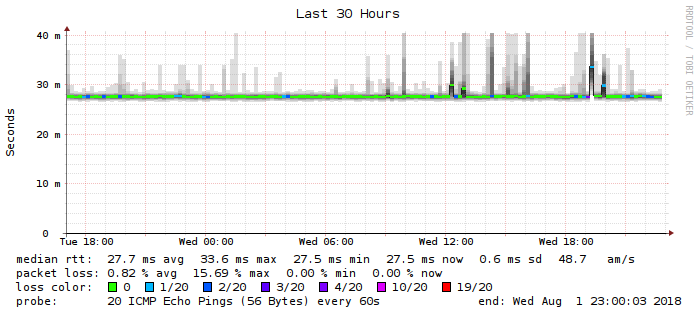 Last 30 Hours
RRDTOOL / TOBI OETIKER
Seconds
40 m
30 m
20 m
10 m
0
Tue 18:00 Wed 00:00 Wed 06:00 Wed 12:00 Wed 18:00
median rtt: 27.7 ms avg 33.6 ms max 27.5 ms min 27.5 ms now 0.6 ms sd 48.7 am/s
packet loss: 0.82 % avg 15.69 % max 0.00 % min 0.00 % now
loss color: 0 1/20 2/20 3/20 4/20 10/20 19/20
probe: 20 ICMP Echo Pings (56 Bytes) every 60s end: Wed Aug 1 23:00:03 2018